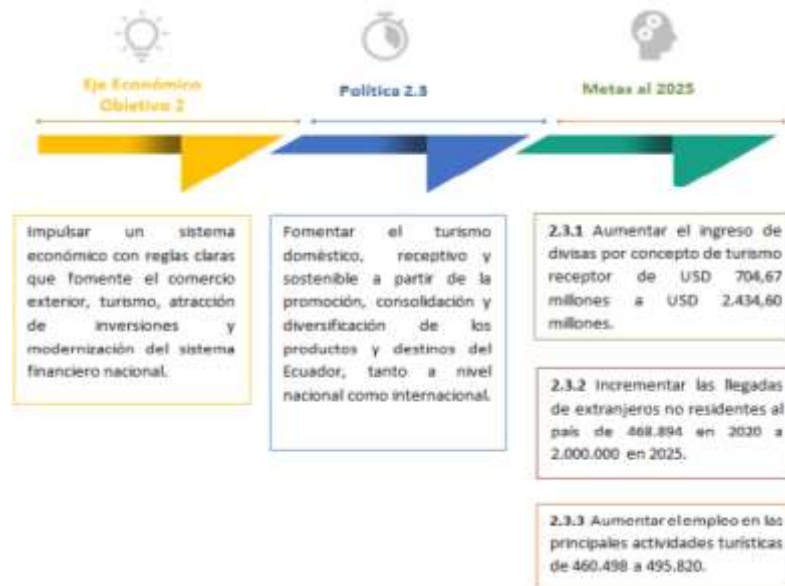 Eje Económico
Objetivo 2
Política 2.3
Metas al 2025
Impulsar un sistema
económico con reglas claras
que fomente el comercio
exterior, turismo, atracción
de inversiones y
modernización del sistema
financiero nacional.
Fomentar el turismo
doméstico, receptivo y
sostenible a partir de la
promoción, consolidación y
diversificación de los
productos y destinos del
Ecuador, tanto a nivel
nacional como internacional.
2.3.1 Aumentar el ingreso de
divisas por concepto de turismo
receptor de USD 704,67
millones a USD 2.434,60
millones.
2.3.2 Incrementar las llegadas
de extranjeros no residentes al
país de 468.894 en 2020 a
2.000.000 en 2025.
2.3.3 Aumentar el empleo en las
principales actividades turísticas
de 460.498 a 495.820.